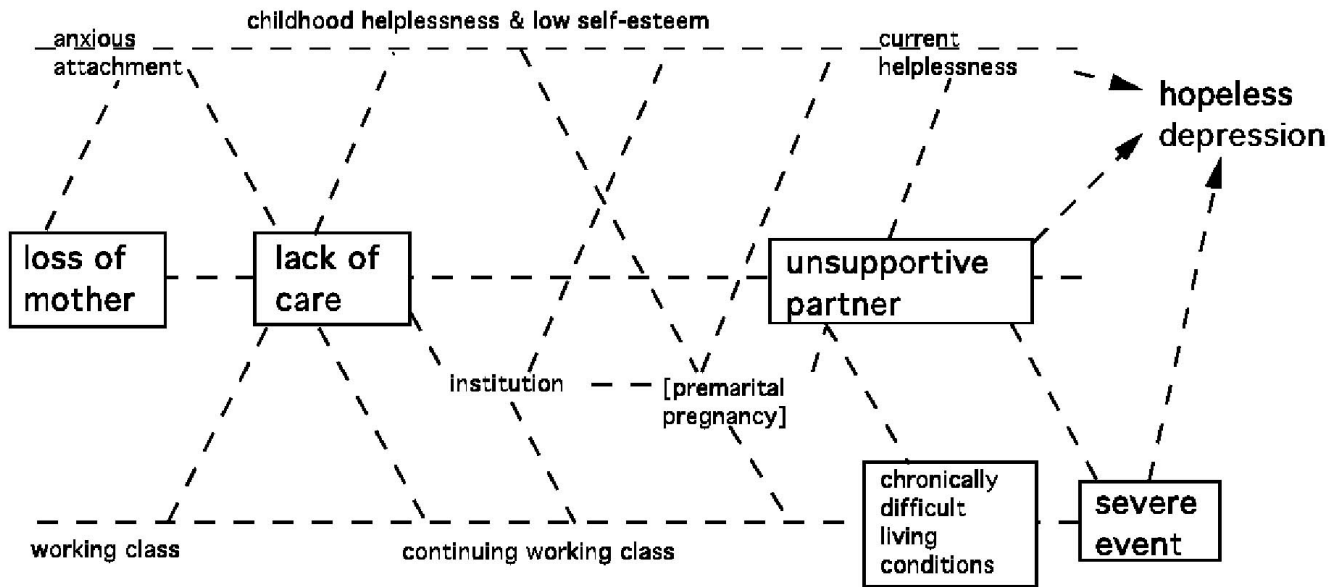 childhood helplessness & low self-esteem
anxious
attachment
current
helplessness
hopeless
depression
loss of
mother
lack of
care
unsupportive
partner
institution
[premarital
pregnancy]
chronically
difficult
living
conditions
severe
event
working class
continuing working class